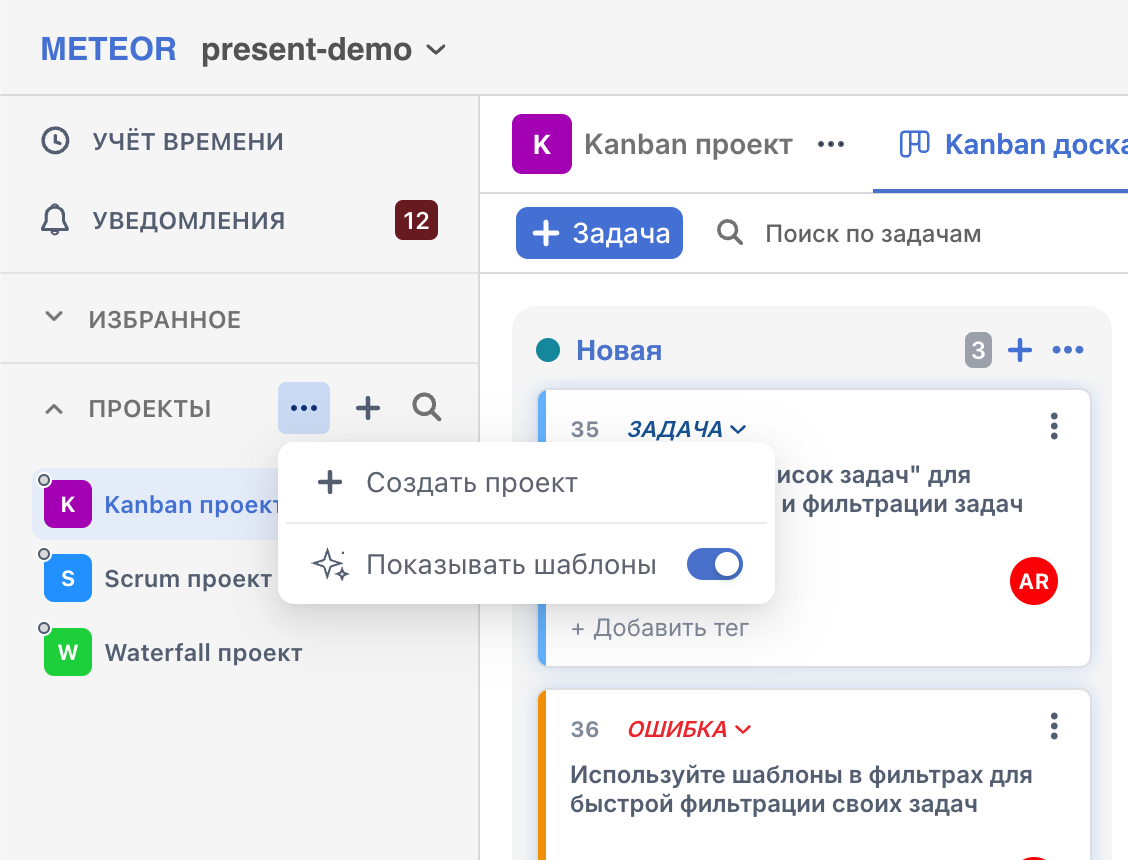 METEOR present-demo
УЧЁТ ВРЕМЕНИ
УВЕДОМЛЕНИЯ 12
ИЗБРАННОЕ
ПРОЕКТЫ
Создать проект
Показывать шаблоны
K Kanban проект
S Scrum проект
W Waterfall проект
K Kanban проект
Kanban доска
Задача
Поиск по задачам
Новая 3
35 ЗАДАЧА
исок задач" для
и фильтрации задач
AR
+ Добавить тег
36 ОШИБКА
Используйте шаблоны в фильтрах для
быстрой фильтрации своих задач